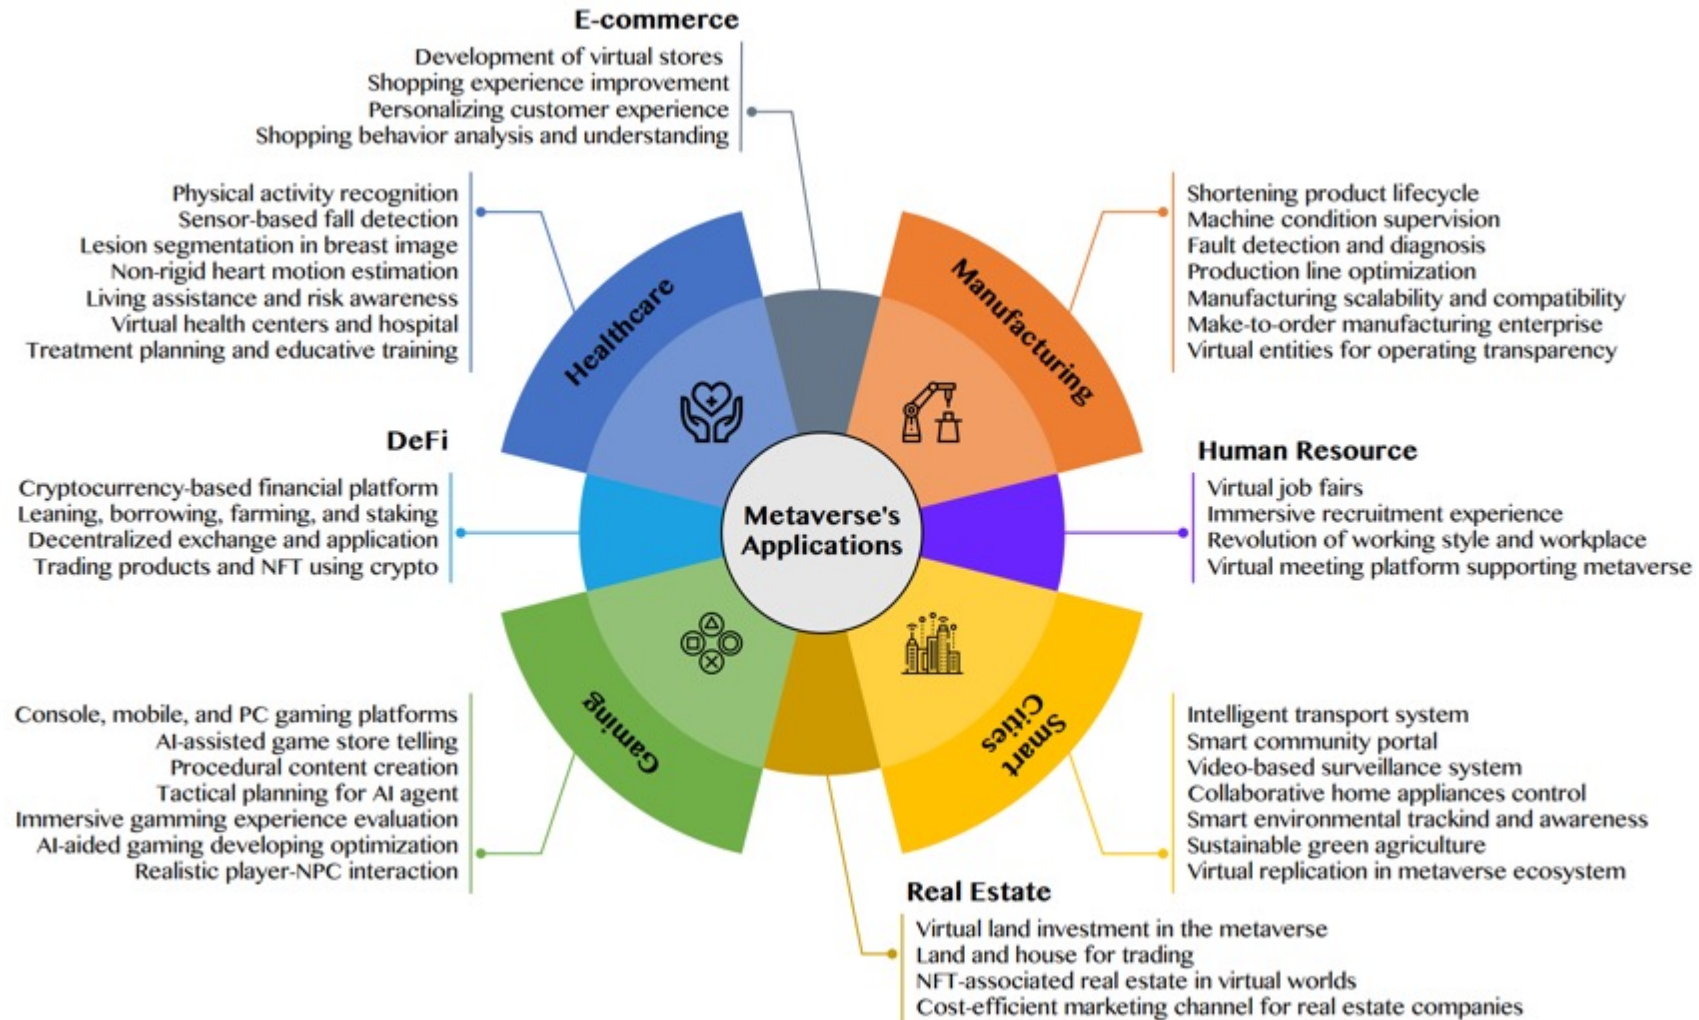 E-commerce
Development of virtual stores
Shopping experience improvement
Personalizing customer experience
Shopping behavior analysis and understanding
Physical activity recognition
Sensor-based fall detection
Lesion segmentation in breast image
Non-rigid heart motion estimation
Living assistance and risk awareness
Virtual health centers and hospital
Treatment planning and educative training
Healthcare
Manufacturing
Shortening product lifecycle
Machine condition supervision
Fault detection and diagnosis
Production line optimization
Manufacturing scalability and compatibility
Make-to-order manufacturing enterprise
Virtual entities for operating transparency
DeFi
Cryptocurrency-based financial platform
Leaning, borrowing, farming, and staking
Decentralized exchange and application
Trading products and NFT using crypto
Metaverse's
Applications
Human Resource
Virtual job fairs
Immersive recruitment experience
Revolution of working style and workplace
Virtual meeting platform supporting metaverse
Console, mobile, and PC gaming platforms
AI-assisted game store telling
Procedural content creation
Tactical planning for AI agent
Immersive gamming experience evaluation
AI-aided gaming developing optimization
Realistic player-NPC interaction
Gaming
Smart
Cities
Intelligent transport system
Smart community portal
Video-based surveillance system
Collaborative home appliances control
Smart environmental trackind and awareness
Sustainable green agriculture
Virtual replication in metaverse ecosystem
Real Estate
Virtual land investment in the metaverse
Land and house for trading
NFT-associated real estate in virtual worlds
Cost-efficient marketing channel for real estate companies